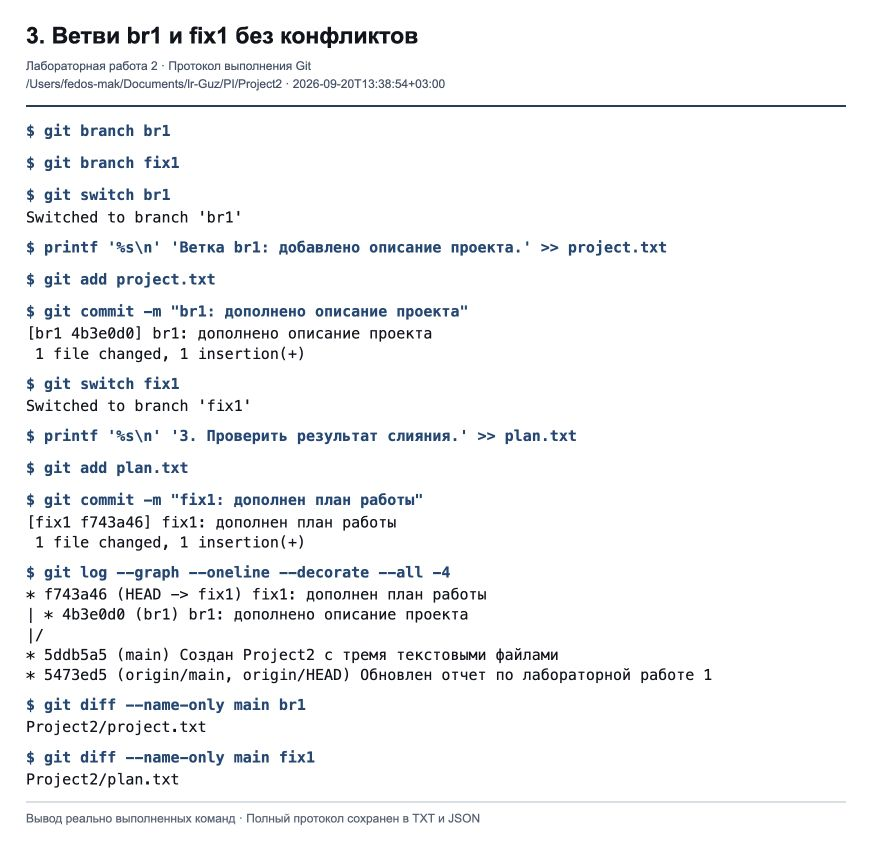 3. Ветви br1 и fix1 без конфликтов
Лабораторная работа 2 · Протокол выполнения Git
/Users/fedos-mak/Documents/Ir-Guz/PI/Project2 · 2026-09-20T13:38:54+03:00
$ git branch br1
$ git branch fix1
$ git switch br1
Switched to branch 'br1'
$ printf '%s\n' 'Ветка br1: добавлено описание проекта.' >> project.txt
$ git add project.txt
$ git commit -m "br1: дополнено описание проекта"
[br1 4b3e0d0] br1: дополнено описание проекта
 1 file changed, 1 insertion(+)
$ git switch fix1
Switched to branch 'fix1'
$ printf '%s\n' '3. Проверить результат слияния.' >> plan.txt
$ git add plan.txt
$ git commit -m "fix1: дополнен план работы"
[fix1 f743a46] fix1: дополнен план работы
 1 file changed, 1 insertion(+)
$ git log --graph --oneline --decorate --all -4
* f743a46 (HEAD -> fix1) fix1: дополнен план работы
| * 4b3e0d0 (br1) br1: дополнено описание проекта
|/
* 5ddb5a5 (main) Создан Project2 с тремя текстовыми файлами
* 5473ed5 (origin/main, origin/HEAD) Обновлен отчет по лабораторной работе 1
$ git diff --name-only main br1
Project2/project.txt
$ git diff --name-only main fix1
Project2/plan.txt
Вывод реально выполненных команд · Полный протокол сохранен в TXT и JSON